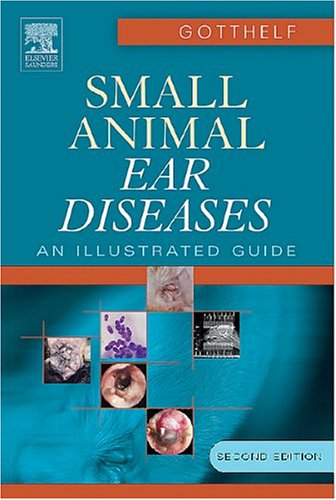 GOTTHELF
ELSEVIER
SAUNDERS
SMALL
ANIMAL
EAR
DISEASES
AN ILLUSTRATED GUIDE
SECOND EDITION